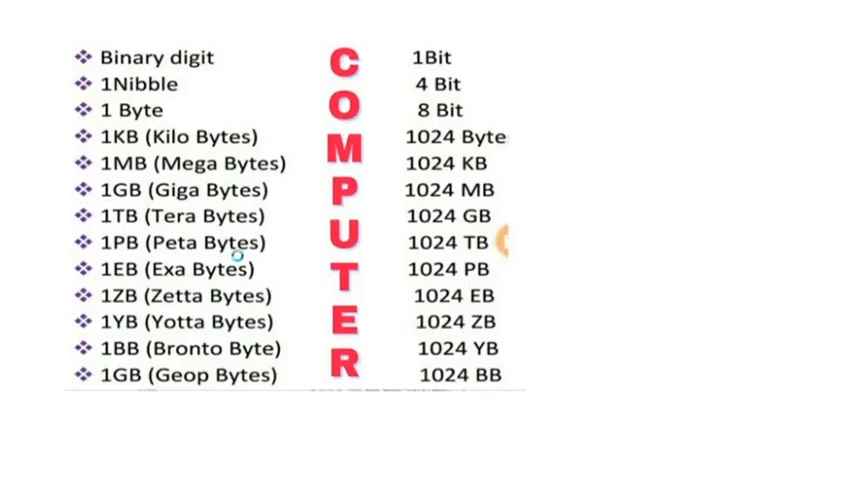 Binary digit 1Bit
1Nibble 4 Bit
1 Byte 8 Bit
1KB (Kilo Bytes) 1024 Byte
1MB (Mega Bytes) 1024 KB
1GB (Giga Bytes) 1024 MB
1TB (Tera Bytes) 1024 GB
1PB (Peta Bytes) 1024 TB
1EB (Exa Bytes) 1024 PB
1ZB (Zetta Bytes) 1024 EB
1YB (Yotta Bytes) 1024 ZB
1BB (Bronto Byte) 1024 YB
1GB (Geop Bytes) 1024 BB
COMPUTER